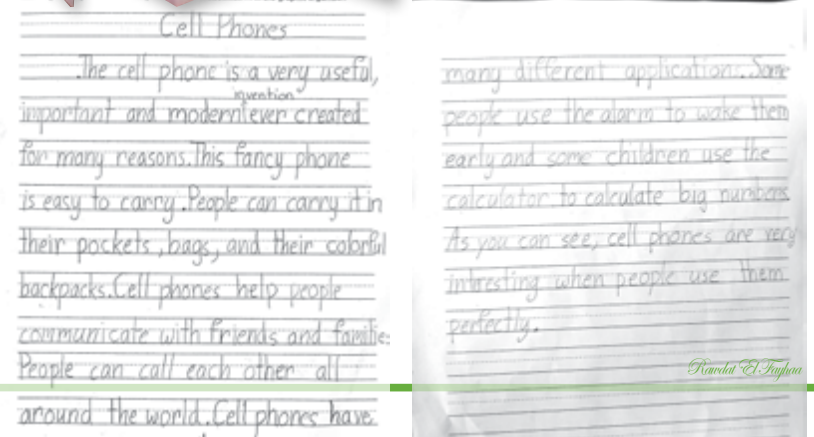 Cell Phones
The cell phone is a very useful,
invention
important and modern ever created
for many reasons. This fancy phone
is easy to carry. People can carry it in
their pockets, bags, and their colorful
backpacks. Cell phones help people
communicate with friends and familie
People can call each other all
around the world. Cell phones have
many different applications. Some
people use the alarm to wake them
early and some children use the
calculator to calculate big numbers
As you can see, cell phones are very
intresting when people use them
perfectly.
Rawdat El Fayhaa